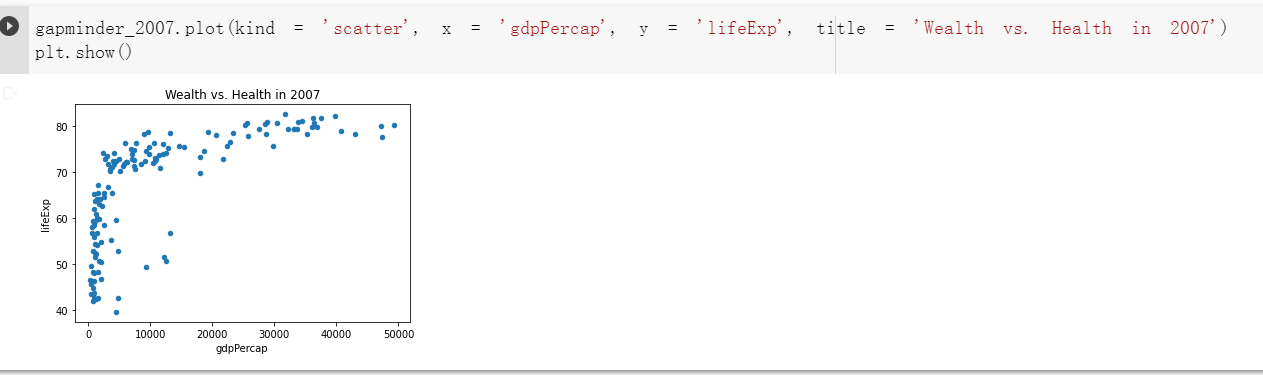 gapminder_2007.plot(kind = 'scatter', x = 'gdpPercap', y = 'lifeExp', title = 'Wealth vs. Health in 2007')
plt.show()
Wealth vs. Health in 2007
80
70
60
50
40
lifeExp
0 10000 20000 30000 40000 50000
gdpPercap